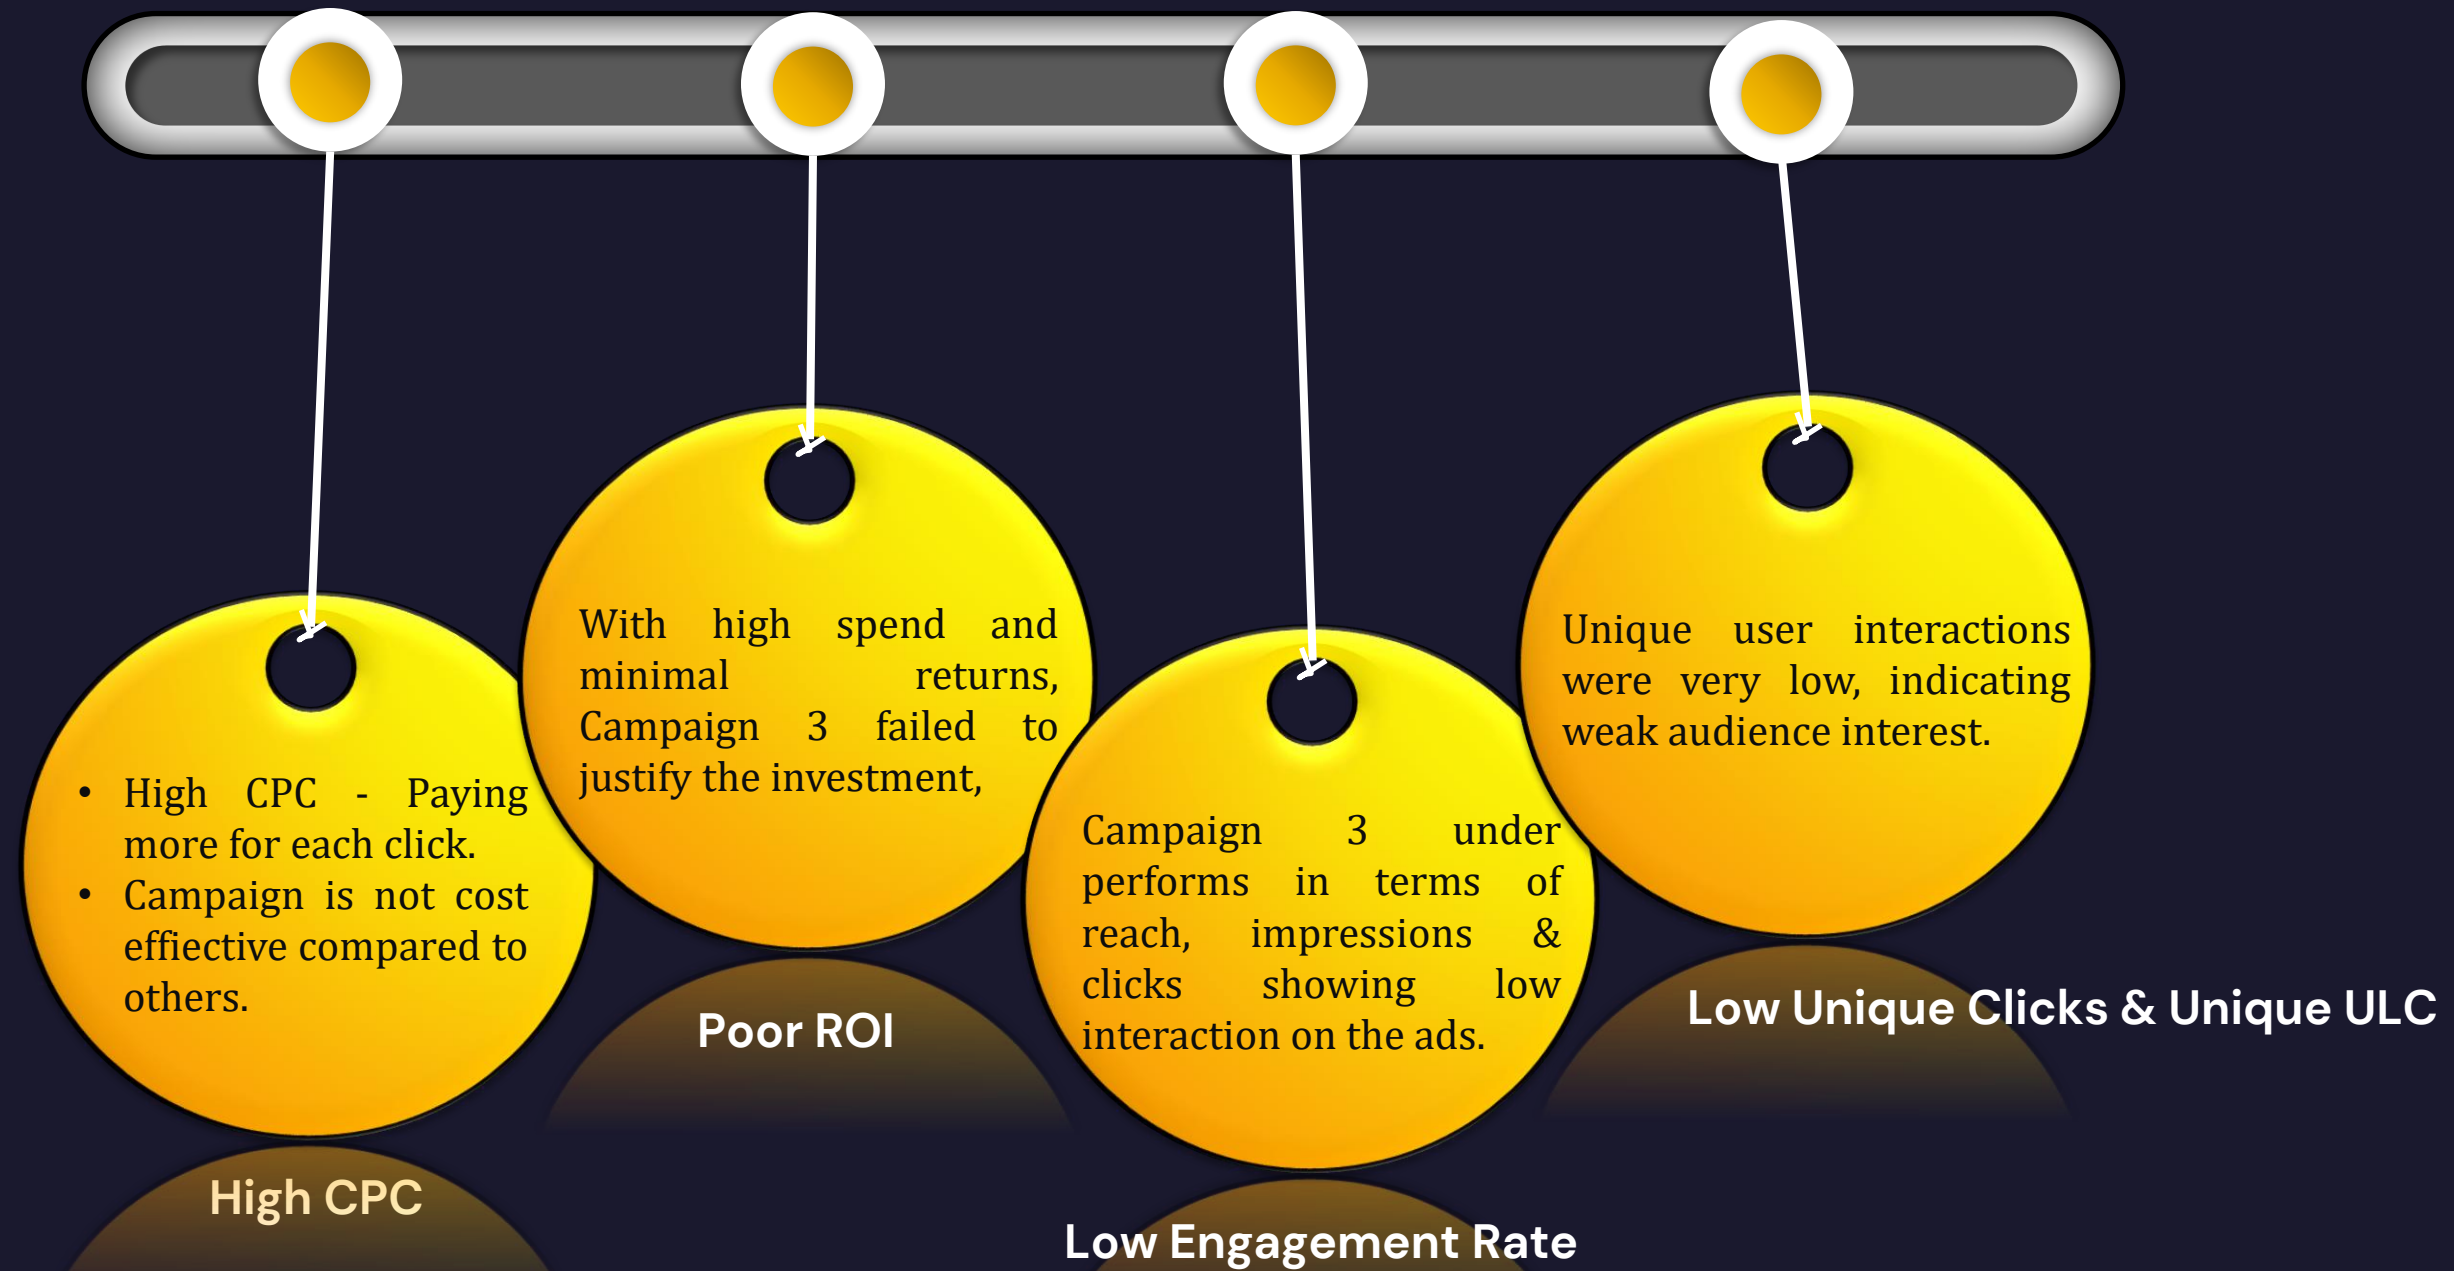 • High CPC - Paying
more for each click.
• Campaign is not cost
effiective compared to
others.
High CPC
With high spend and
minimal returns,
Campaign 3 failed to
justify the investment,
Poor ROI
Campaign 3 under
performs in terms of
reach, impressions &
clicks showing low
interaction on the ads.
Low Engagement Rate
Unique user interactions
were very low, indicating
weak audience interest.
Low Unique Clicks & Unique ULC